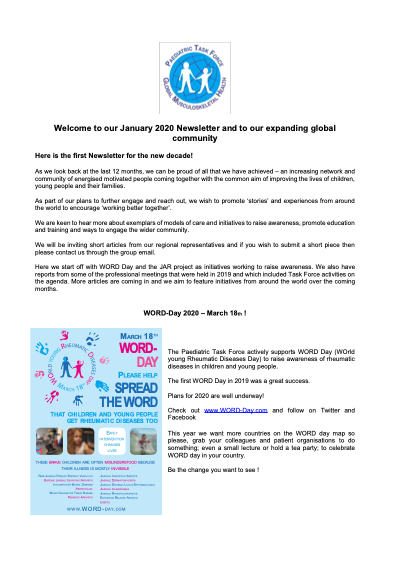 PAEDIATRIC TASK FORCE
GLOBAL MUSCULOSKELETAL HEALTH
Welcome to our January 2020 Newsletter and to our expanding global
community
Here is the first Newsletter for the new decade!
As we look back at the last 12 months, we can be proud of all that we have achieved – an increasing network and
community of energised motivated people coming together with the common aim of improving the lives of children,
young people and their families.
As part of our plans to further engage and reach out, we wish to promote ‘stories’ and experiences from around
the world to encourage ‘working better together’.
We are keen to hear more about exemplars of models of care and initiatives to raise awareness, promote education
and training and ways to engage the wider community.
We will be inviting short articles from our regional representatives and if you wish to submit a short piece then
please contact us through the group email.
Here we start off with WORD Day and the JAR project as initiatives working to raise awareness. We also have
reports from some of the professional meetings that were held in 2019 and which included Task Force activities on
the agenda. More articles are coming in and we aim to feature initiatives from around the world over the coming
months.
WORD-Day 2020 – March 18th !
WORLD YOUNG RHEUMATIC DISEASES DAY
MARCH 18TH
MARCH 18TH
WORD-
DAY
PLEASE HELP
SPREAD
THE WORD
THAT CHILDREN AND YOUNG PEOPLE
GET RHEUMATIC DISEASES TOO
EARLY
INTERVENTION
CHANGES
LIVES
THESE BRAVE CHILDREN ARE OFTEN MISUNDERSTOOD BECAUSE
THEIR ILLNESS IS MOSTLY INVISIBLE
WWW.WORD-DAY.COM
The Paediatric Task Force actively supports WORD Day (WOrld
young Rheumatic Diseases Day) to raise awareness of rheumatic
diseases in children and young people.
The first WORD Day in 2019 was a great success.
Plans for 2020 are well underway!
Check out www.WORD-Day.com and follow on Twitter and
Facebook
This year we want more countries on the WORD day map so
please, grab your colleagues and patient organisations to do
something; even a small lecture or hold a tea party; to celebrate
WORD day in your country.
Be the change you want to see !